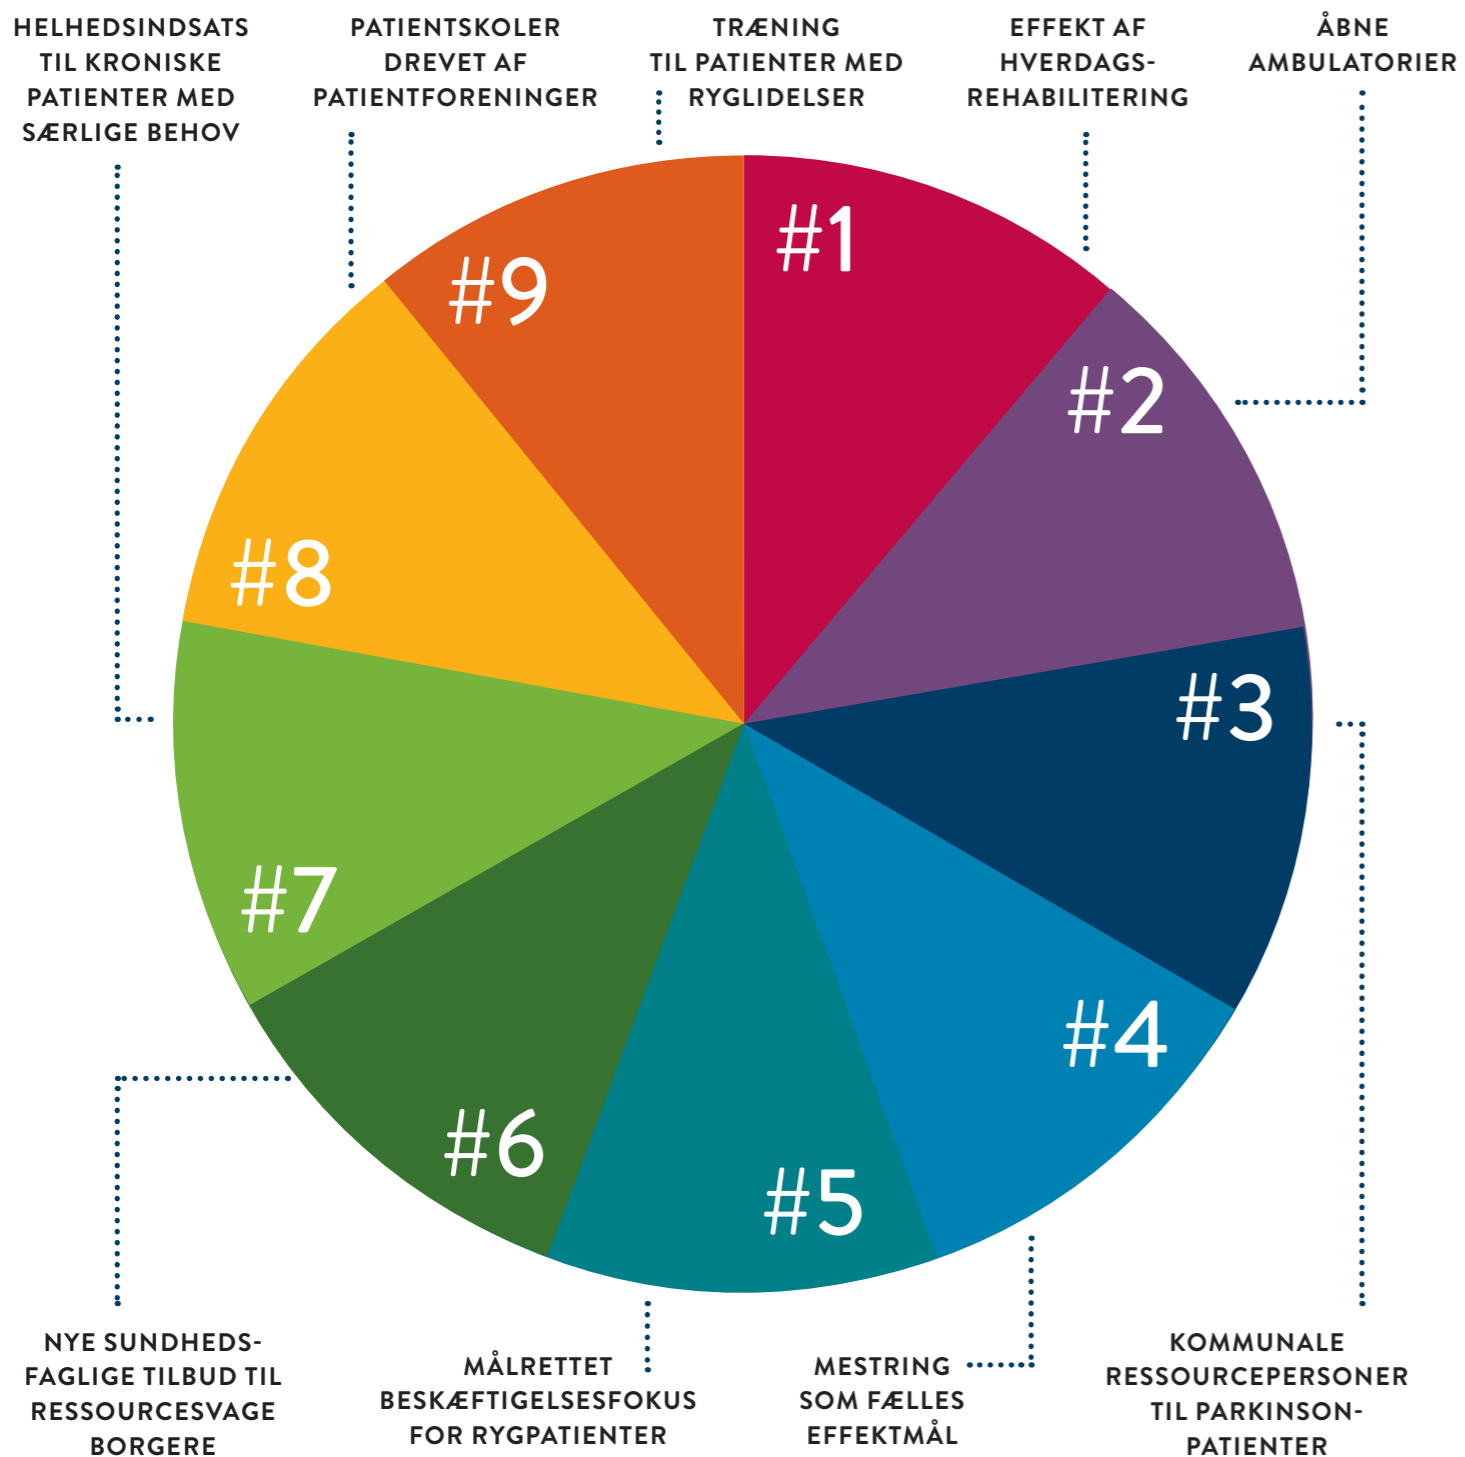 HELHEDSINDSATS
TIL KRONISKE
PATIENTER MED
SÆRLIGE BEHOV
PATIENTSKOLER
DREVET AF
PATIENTFORENINGER
TRÆNING
TIL PATIENTER MED
RYGLIDELSER
EFFEKT AF
HVERDAGS-
REHABILITERING
ÅBNE
AMBULATORIER
#1
#2
#3
#4
#5
#6
#7
#8
#9
NYE SUNDHEDS-
FAGLIGE TILBUD TIL
RESSOURCESVAGE
BORGERE
MÅLRETTET
BESKÆFTIGELSESFOKUS
FOR RYGPATIENTER
MESTRING
SOM FÆLLES
EFFEKTMÅL
KOMMUNALE
RESSOURCEPERSONER
TIL PARKINSON-
PATIENTER